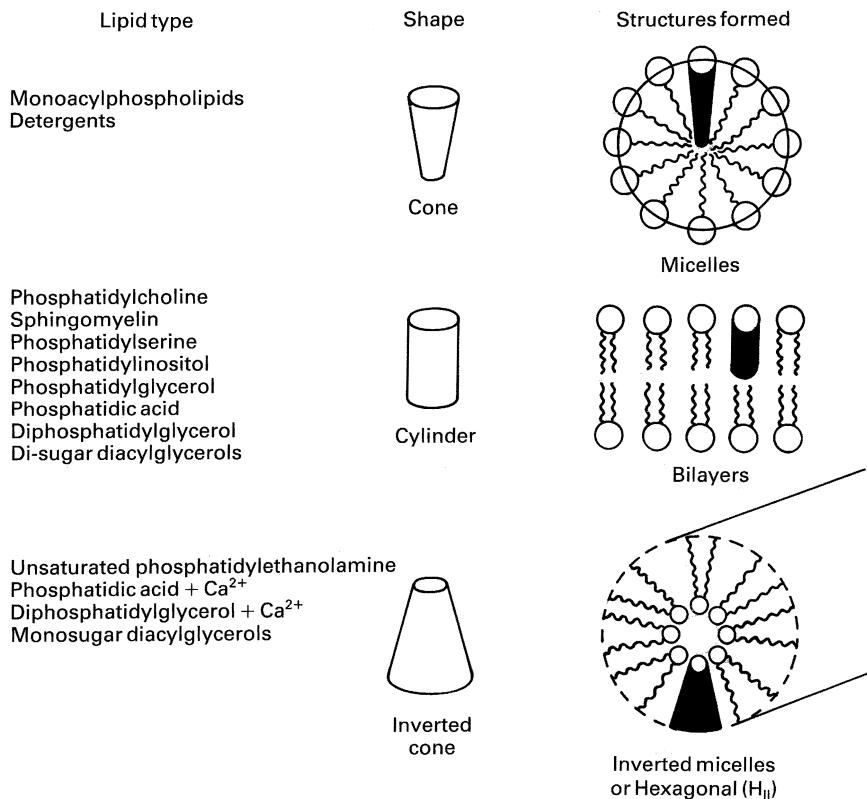 Lipid type
Shape
Structures formed
Monoacylphospholipids
Detergents
Cone
Micelles
Phosphatidylcholine
Sphingomyelin
Phosphatidylserine
Phosphatidylinositol
Phosphatidylglycerol
Phosphatidic acid
Diphosphatidylglycerol
Di-sugar diacylglycerols
Cylinder
Bilayers
Unsaturated phosphatidylethanolamine
Phosphatidic acid + Ca²⁺
Diphosphatidylglycerol + Ca²⁺
Monosugar diacylglycerols
Inverted
cone
Inverted micelles
or Hexagonal (H_II)